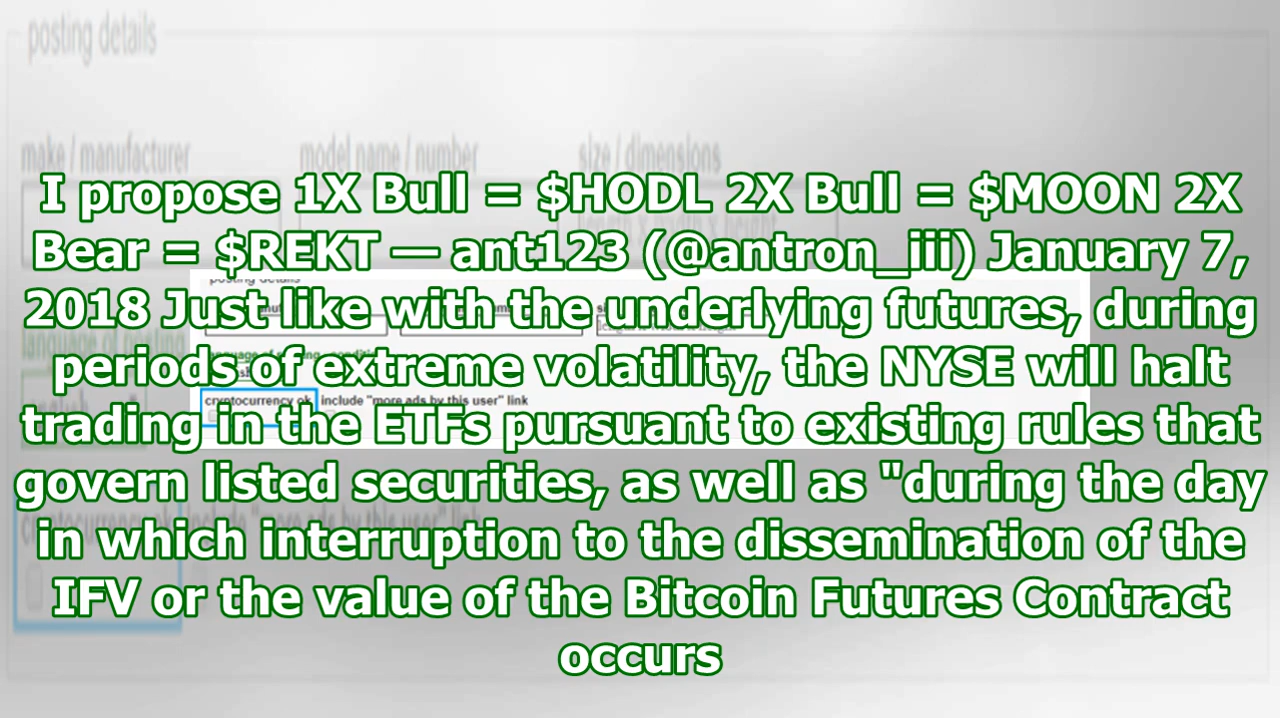 posting details
make / manufacturer model name / number size / dimensions
I propose 1X Bull = $HODL 2X Bull = $MOON 2X
Bear = $REKT — ant123 (@antron_iii) January 7,
2018 Just like with the underlying futures, during
periods of extreme volatility, the NYSE will halt
cryptocurrency ok include "more ads by this user" link
trading in the ETFs pursuant to existing rules that
govern listed securities, as well as "during the day
in which interruption to the dissemination of the
IFV or the value of the Bitcoin Futures Contract
occurs